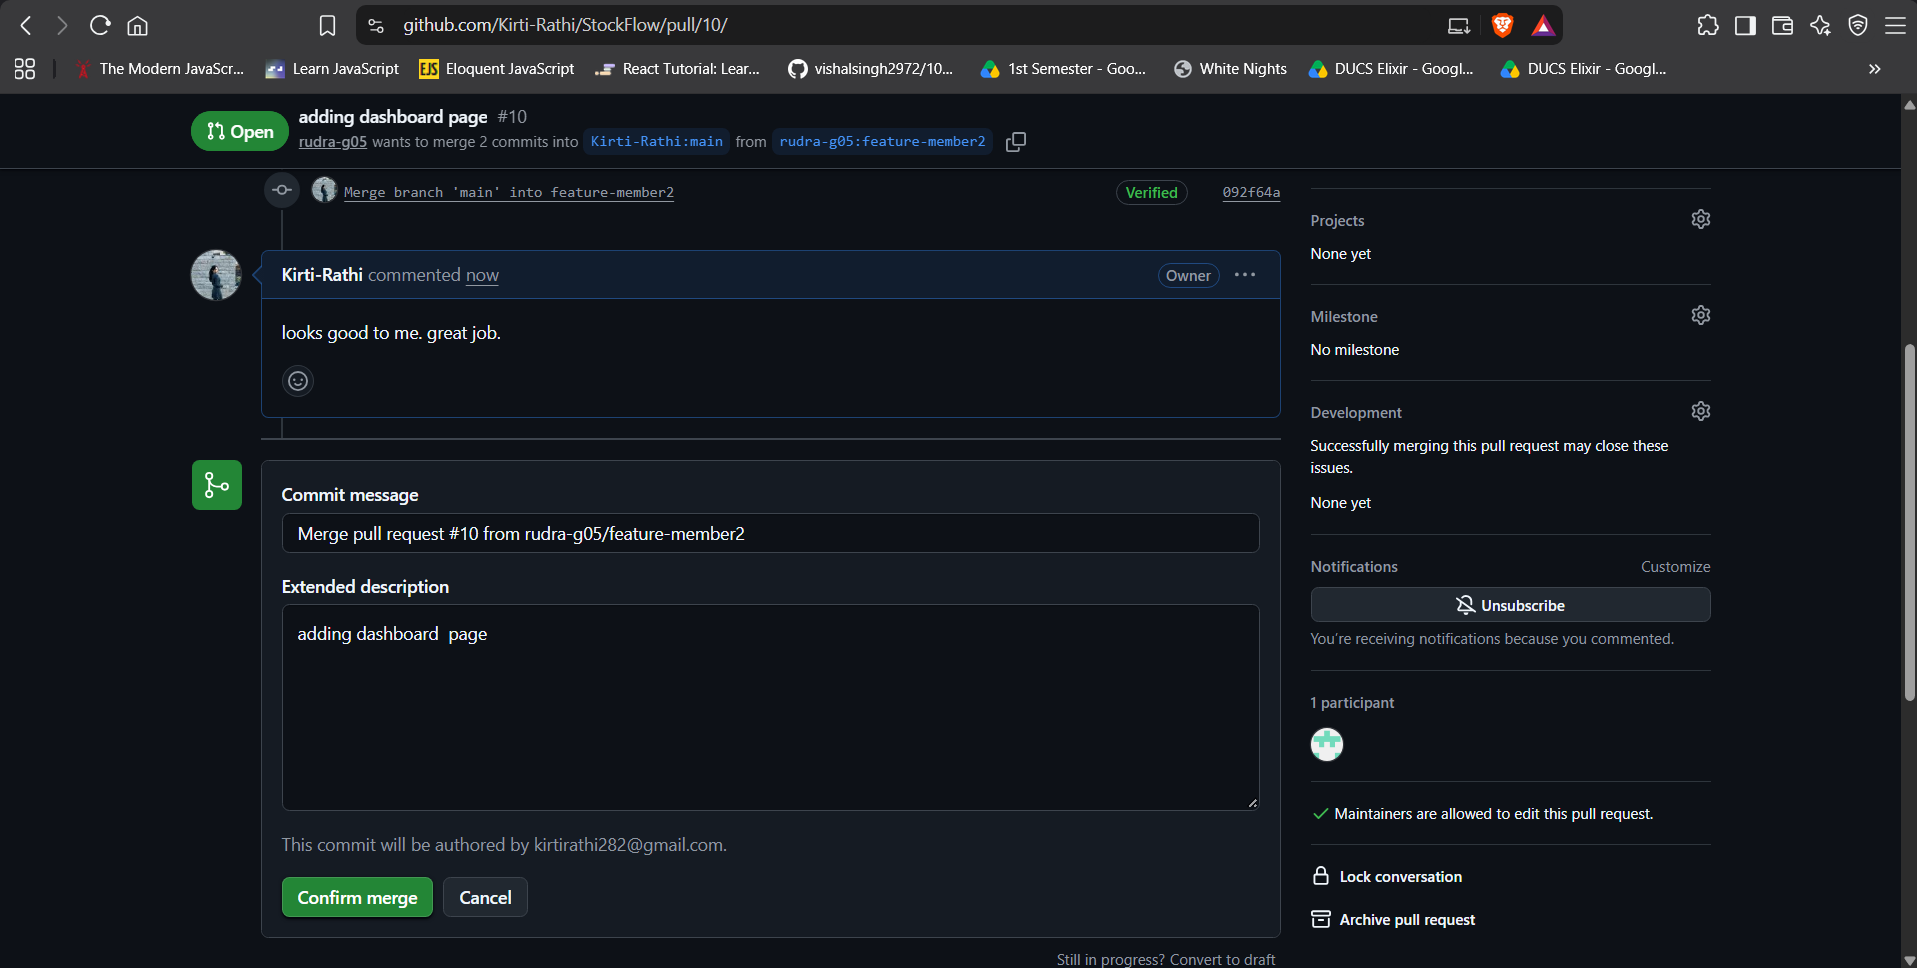 github.com/Kirti-Rathi/StockFlow/pull/10/
The Modern JavaScr... Learn JavaScript EJS Eloquent JavaScript React Tutorial: Lear... vishalsingh2972/10... 1st Semester - Goo... White Nights DUCS Elixir - Googl... DUCS Elixir - Googl... »
Open
adding dashboard page #10
rudra-g05 wants to merge 2 commits into Kirti-Rathi:main from rudra-g05:feature-member2
Merge branch 'main' into feature-member2 Verified 092f64a
Kirti-Rathi commented now Owner ...
looks good to me. great job.
Commit message
Merge pull request #10 from rudra-g05/feature-member2
Extended description
adding dashboard  page
This commit will be authored by kirtirathi282@gmail.com.
Confirm merge Cancel
Still in progress? Convert to draft
Projects
None yet
Milestone
No milestone
Development
Successfully merging this pull request may close these
issues.
None yet
Notifications Customize
Unsubscribe
You're receiving notifications because you commented.
1 participant
Maintainers are allowed to edit this pull request.
Lock conversation
Archive pull request